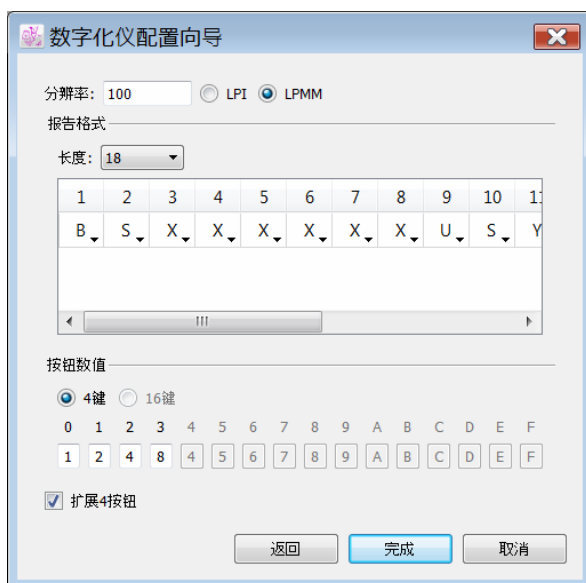 数字化仪配置向导
分辨率: 100 LPI LPMM
报告格式
长度: 18
1 2 3 4 5 6 7 8 9 10 11
B S X X X X X X U S Y
按钮数值
4键 16键
0 1 2 3 4 5 6 7 8 9 A B C D E F
1 2 4 8 4 5 6 7 8 9 A B C D E F
扩展4按钮
返回 完成 取消